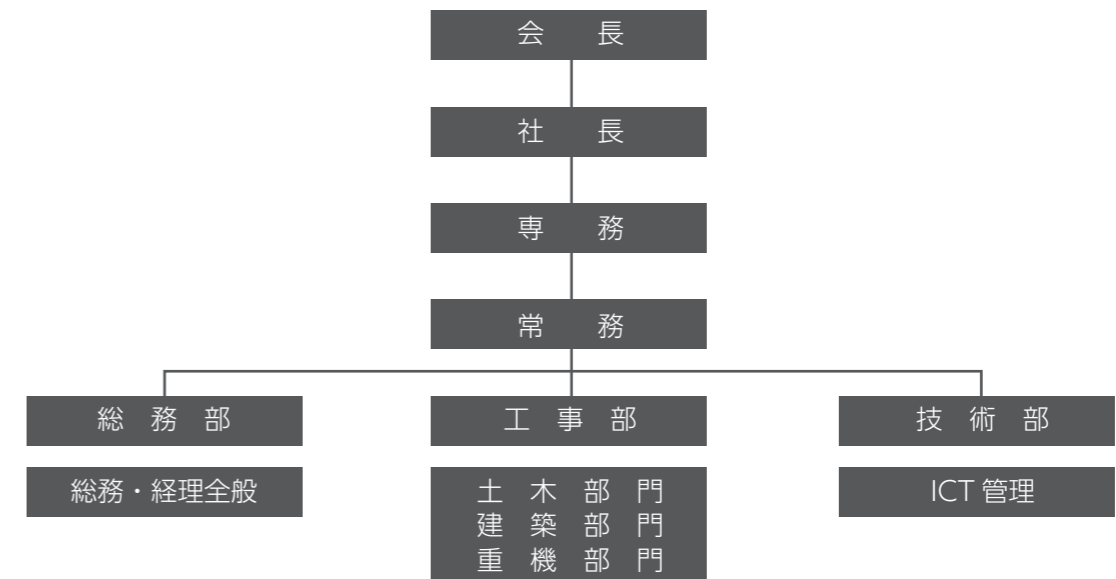 会　長
社　長
専　務
常　務
総　務　部
工　事　部
技　術　部
総務・経理全般
土　木　部　門
建　築　部　門
重　機　部　門
ICT 管理